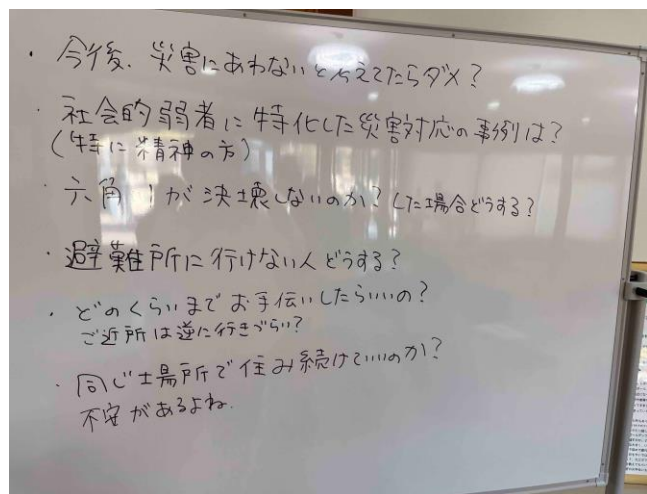 ・今後、災害にあわないと考えてたらダメ?
・社会的弱者に特化した災害対応の事例は?
(特に精神の方)
・六角川が決壊しないのか?した場合どうする?
・避難所に行けない人どうする?
・どのくらいまでお手伝いしたらいいの?
ご近所は逆に行きづらい?
・同じ場所で住み続けていいのか?
不安があるよね.